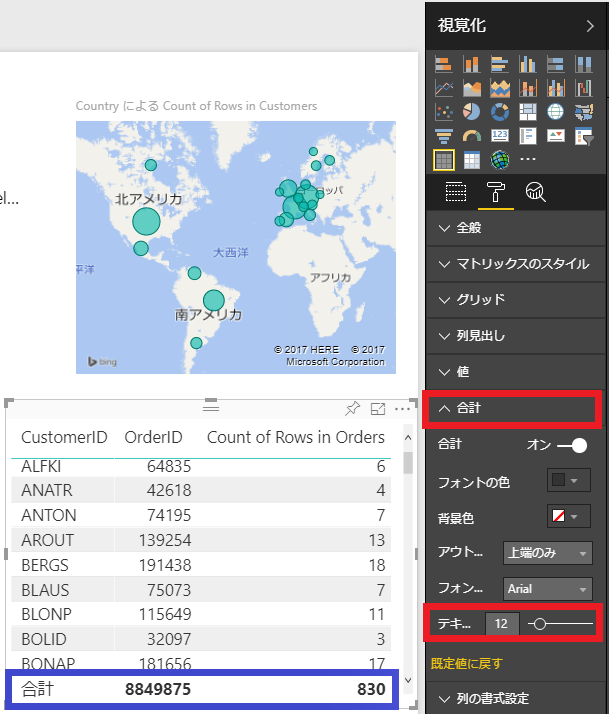 視覚化
全般
マトリックスのスタイル
グリッド
列見出し
値
合計
合計 オン
フォントの色
背景色
アウト... 上端のみ
フォン... Arial
テキ... 12
既定値に戻す
列の書式設定
el...
Country による Count of Rows in Customers
北アメリカ
ロッパ
大西洋
平洋
アフリカ
南アメリカ
bing
© 2017 HERE © 2017
Microsoft Corporation
CustomerID OrderID Count of Rows in Orders
ALFKI 64835 6
ANATR 42618 4
ANTON 74195 7
AROUT 139254 13
BERGS 191438 18
BLAUS 75073 7
BLONP 115649 11
BOLID 32097 3
BONAP 181656 17
合計 8849875 830